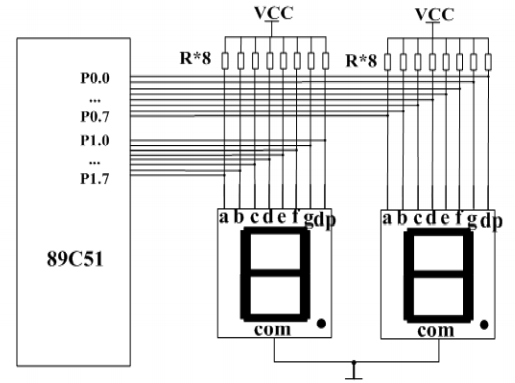 VCC
VCC
R*8
R*8
P0.0
...
P0.7
P1.0
...
P1.7
a b c d e f g dp
a b c d e f g dp
89C51
com
com